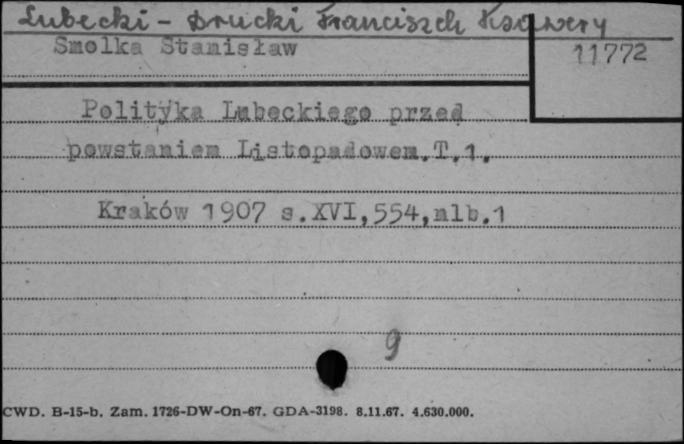 Lubecki - Drucki Franciszek Ksawery
Smolka Stanisław
11772
Polityka Lubeckiego przed
powstaniem Listopadowem.T.1.
Kraków 1907 s.XVI,554,nlb.1
9
CWD. B-15-b. Zam. 1726-DW-On-67. GDA-3198. 8.11.67. 4.630.000.